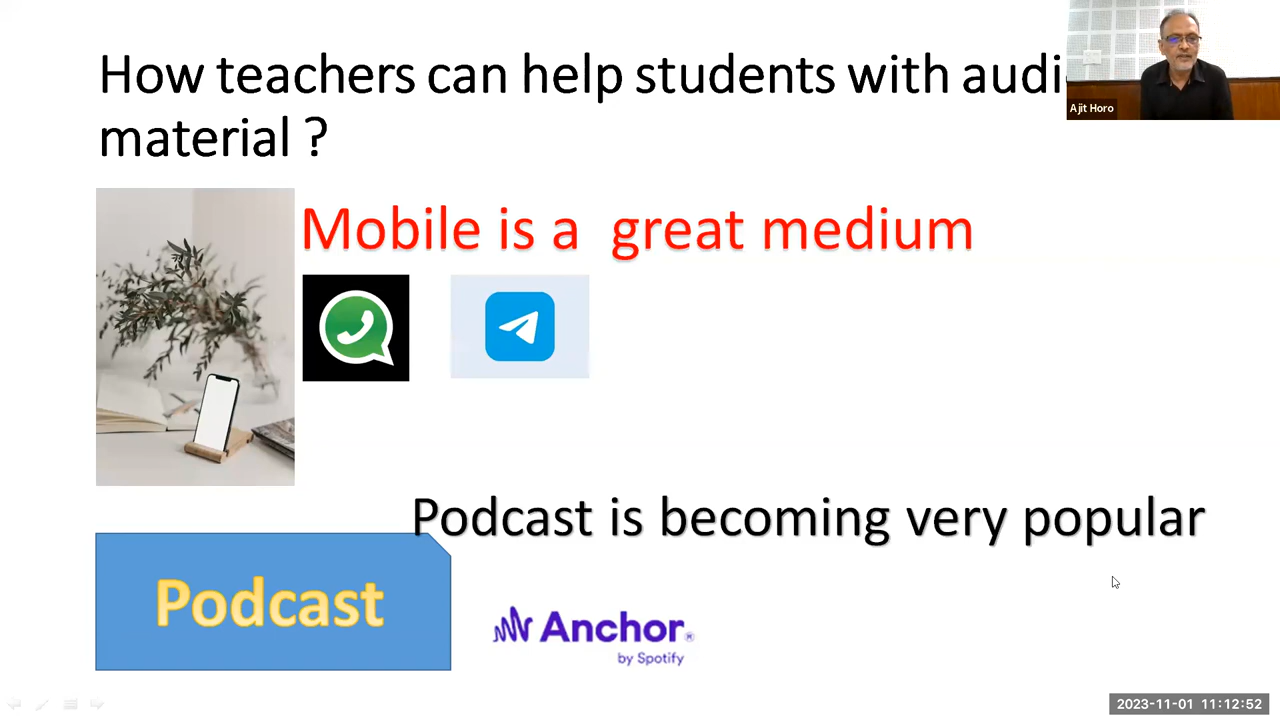 How teachers can help students with audi
material ?
Ajit Horo
Mobile is a great medium
Podcast is becoming very popular
Podcast
Anchor®
by Spotify
2023-11-01 11:12:52